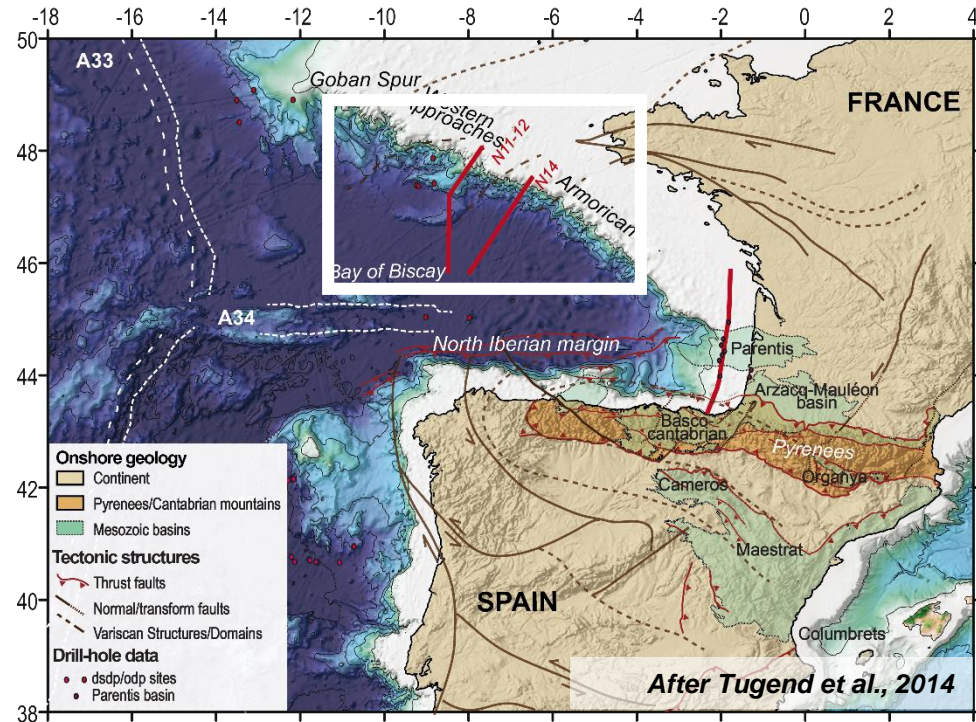 -18 -16 -14 -12 -10 -8 -6 -4 -2 0 2 4
50
A33
Goban Spur
Western
Approaches
FRANCE
48
N11-12
N14
Armorican
46
Bay of Biscay
A34
North Iberian margin
Parentis
44
Arzacq-Mauléon
basin
Basco
cantabrian
Pyrenees
Organya
42
Cameros
Maestrat
40
SPAIN
Columbrets
38
Onshore geology
Continent
Pyrenees/Cantabrian mountains
Mesozoic basins
Tectonic structures
Thrust faults
Normal/transform faults
Variscan Structures/Domains
Drill-hole data
dsdp/odp sites
Parentis basin
After Tugend et al., 2014